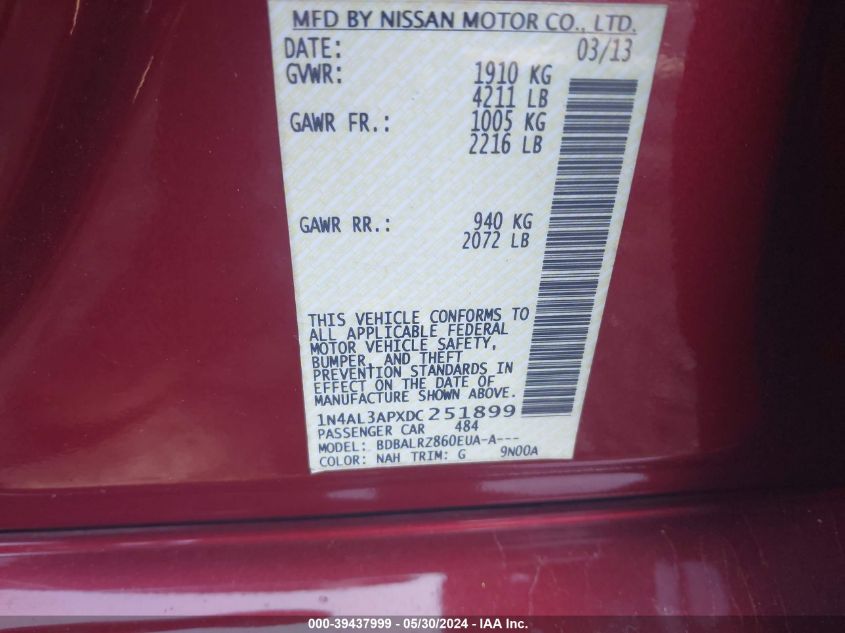 MFD BY NISSAN MOTOR CO., LTD.
DATE: 03/13
GVWR: 1910 KG
4211 LB
GAWR FR.: 1005 KG
2216 LB
GAWR RR.: 940 KG
2072 LB
THIS VEHICLE CONFORMS TO
ALL APPLICABLE FEDERAL
MOTOR VEHICLE SAFETY,
BUMPER, AND THEFT
PREVENTION STANDARDS IN
EFFECT ON THE DATE OF
MANUFACTURE SHOWN ABOVE.
1N4AL3APXDC251899
PASSENGER CAR 484
MODEL: BDBALRZ860EUA-A---
COLOR: NAH TRIM: G 9N00A
000-39437999 - 05/30/2024 - IAA Inc.